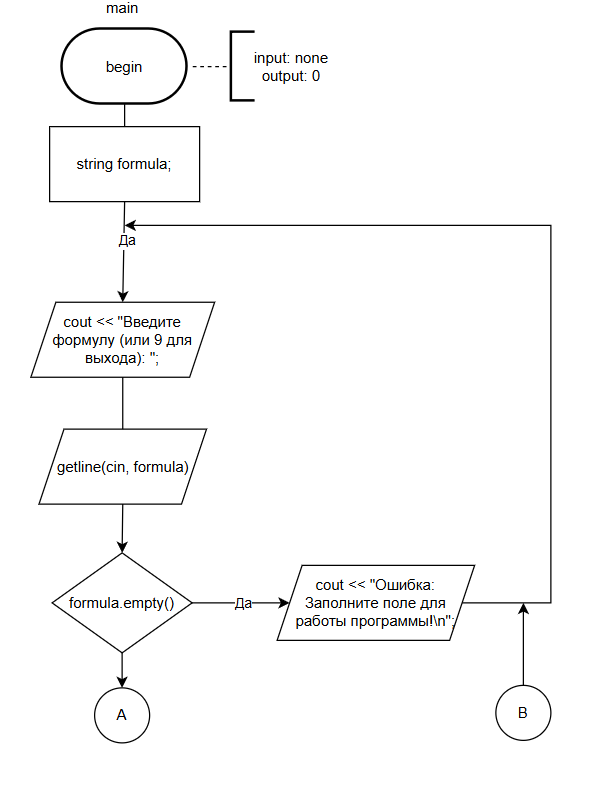 main
begin
input: none
output: 0
string formula;
Да
cout << "Введите
формулу (или 9 для
выхода): ";
getline(cin, formula)
formula.empty()
Да
cout << "Ошибка:
Заполните поле для
работы программы!\n";
A
B